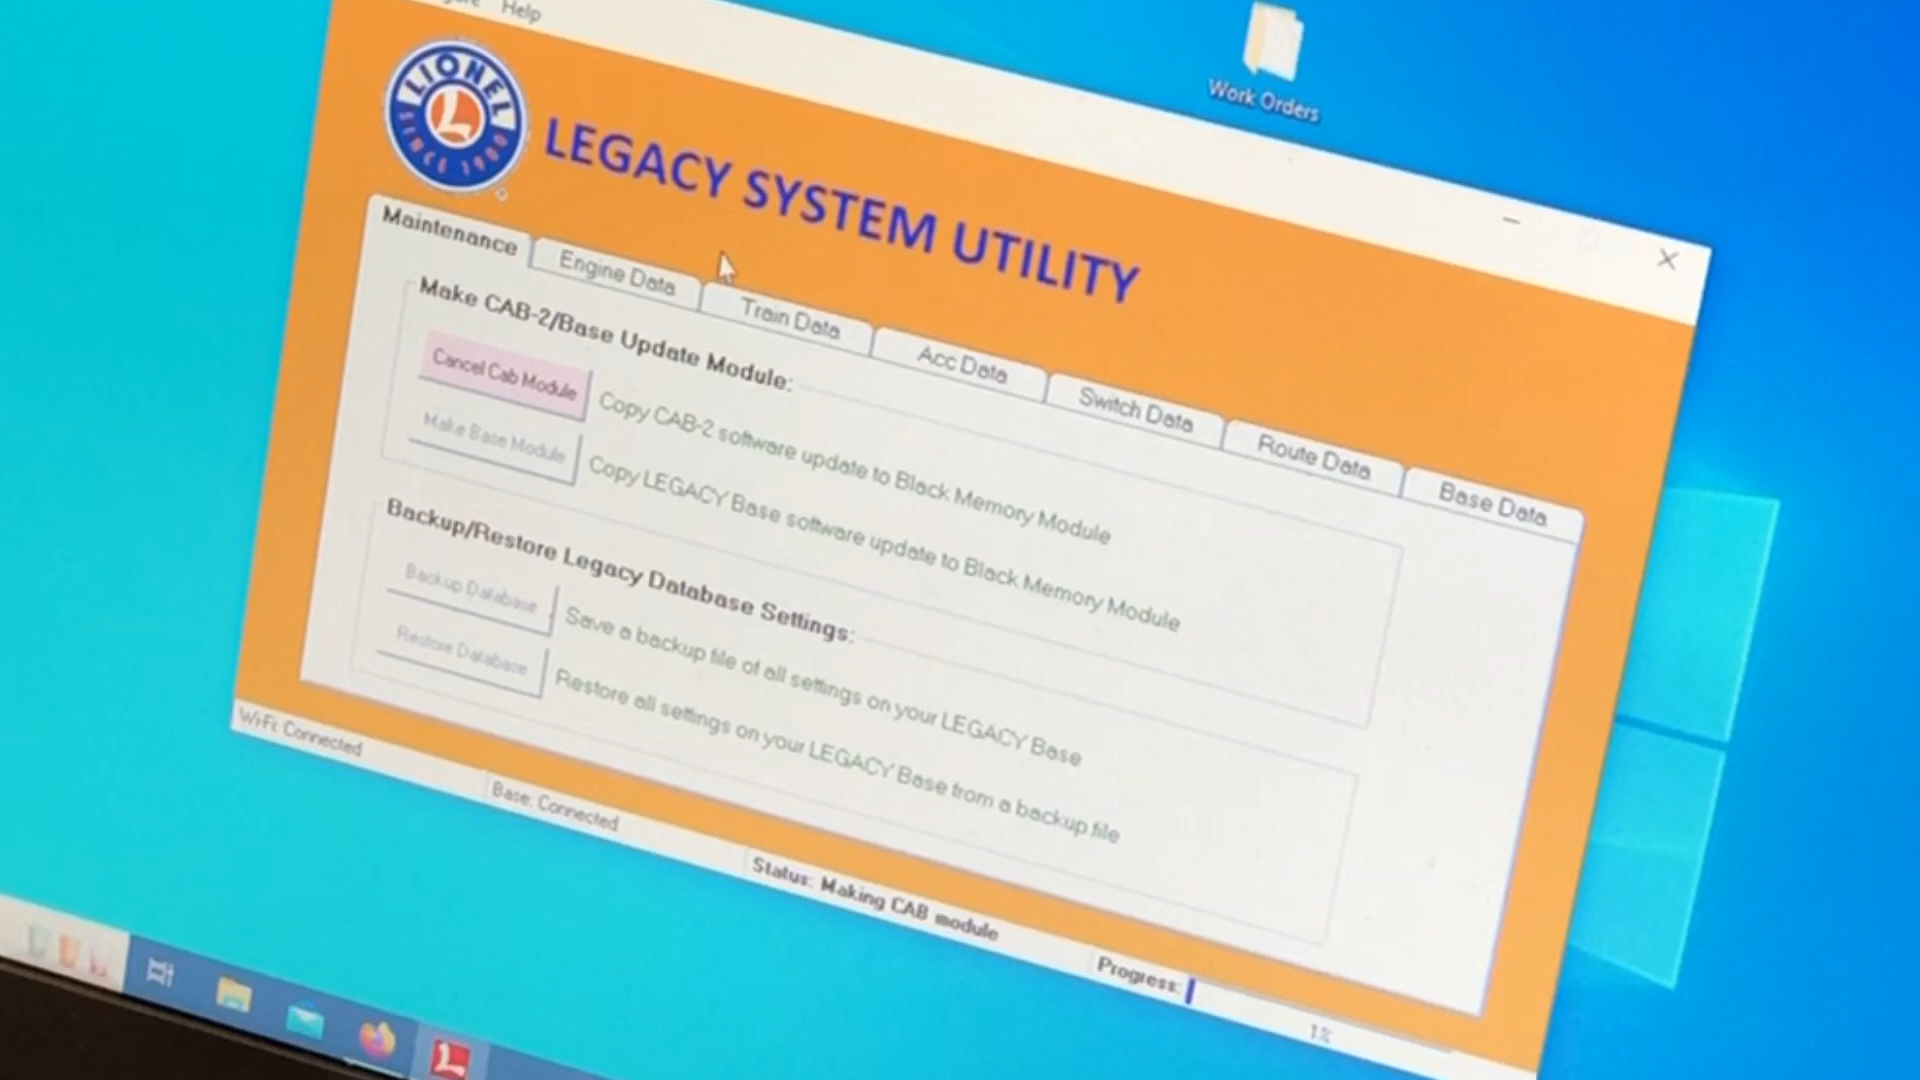 Help
Work Orders
LIONEL
SINCE 1900
L
LEGACY SYSTEM UTILITY
Maintenance
Engine Data
Train Data
Acc Data
Switch Data
Route Data
Base Data
Make CAB-2/Base Update Module:
Cancel Cab Module
Copy CAB-2 software update to Black Memory Module
Make Base Module
Copy LEGACY Base software update to Black Memory Module
Backup/Restore Legacy Database Settings:
Backup Database
Save a backup file of all settings on your LEGACY Base
Restore Database
Restore all settings on your LEGACY Base from a backup file
Wi-Fi: Connected
Base: Connected
Status: Making CAB module
Progress:
1%
L